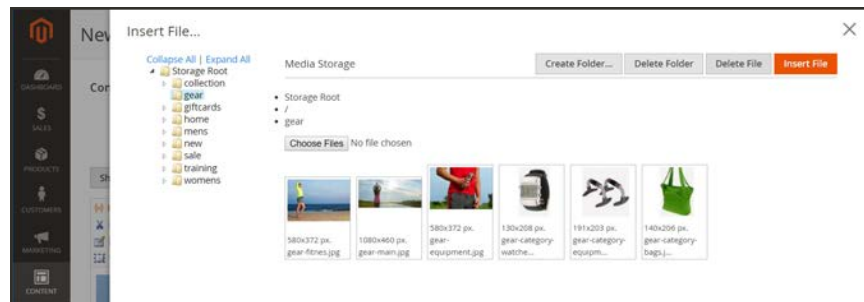 New
Insert File...
Collapse All | Expand All
Storage Root
collection
gear
giftcards
home
mens
new
sale
training
womens
Media Storage
Create Folder...
Delete Folder
Delete File
Insert File
Storage Root
/
gear
Choose Files No file chosen
580x372 px.
gear-fitnes.jpg
1080x460 px.
gear-main.jpg
580x372 px.
gear-
equipment.jpg
130x208 px.
gear-category-
watche...
191x203 px.
gear-category-
equipm...
140x206 px.
gear-category-
bags.j...
DASHBOARD
SALES
PRODUCTS
CUSTOMERS
MARKETING
CONTENT
Con
Sh